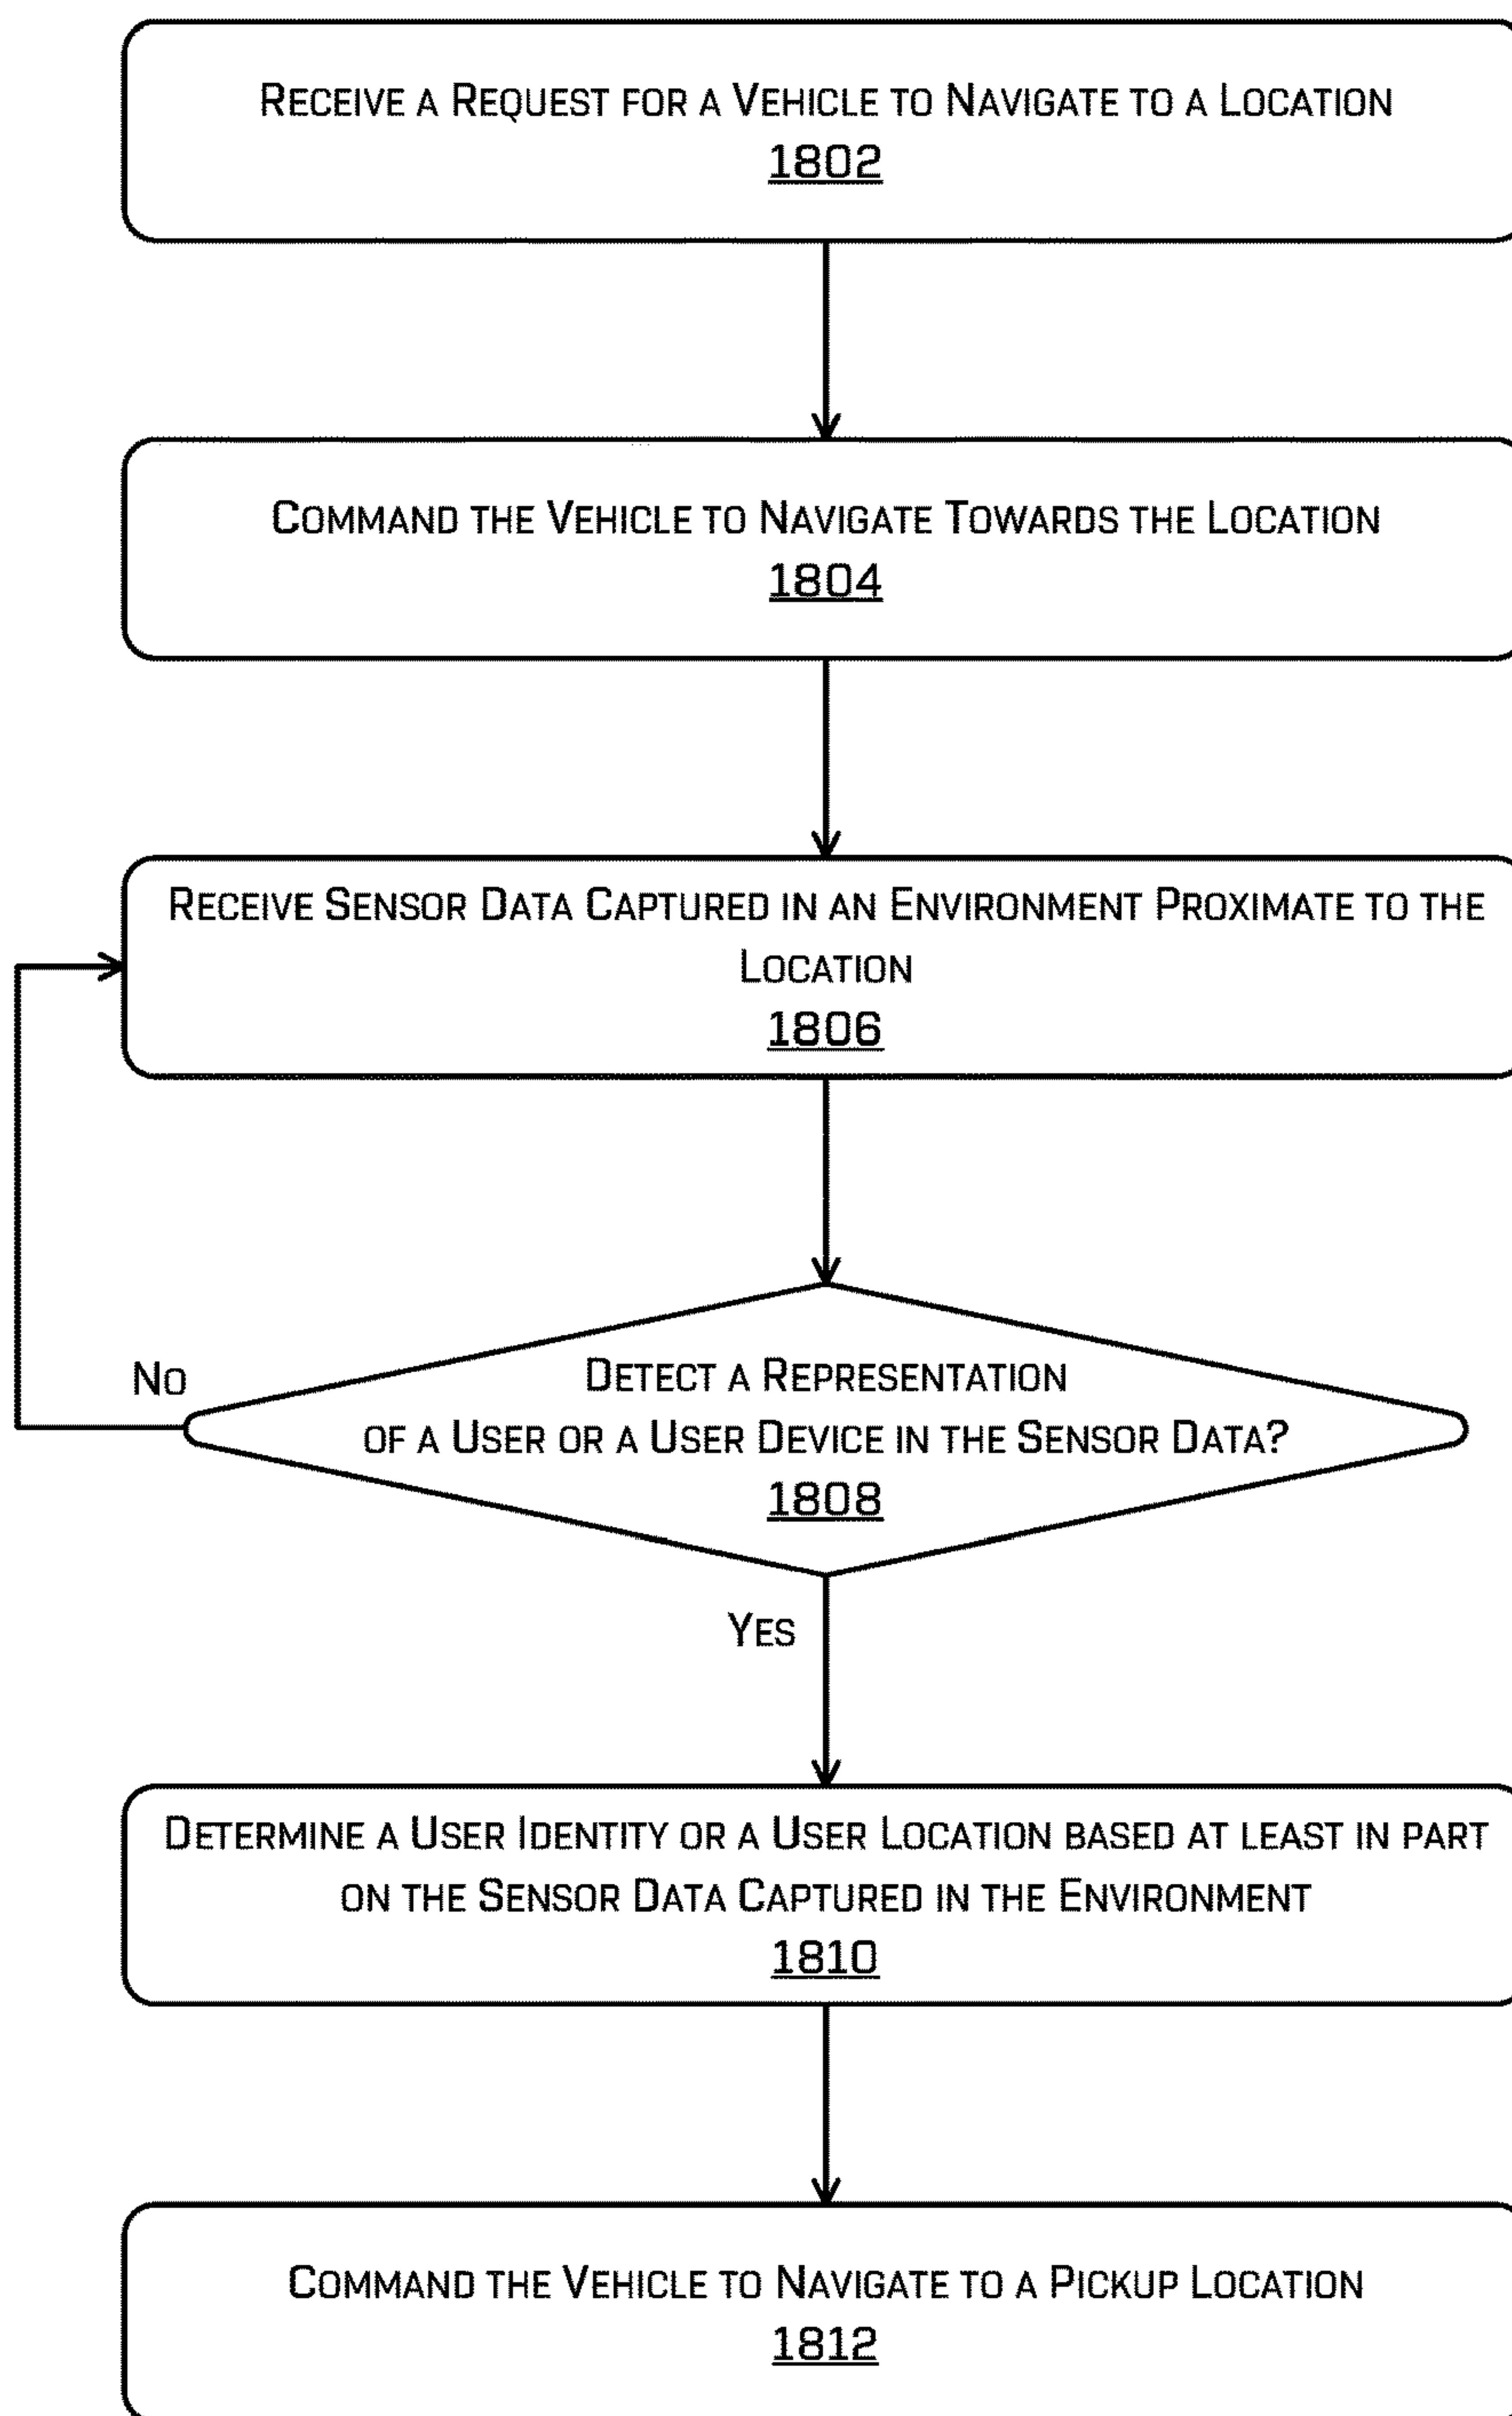 Receive a Request for a Vehicle to Navigate to a Location
1802
Command the Vehicle to Navigate Towards the Location
1804
Receive Sensor Data Captured in an Environment Proximate to the
Location
1806
No
Detect a Representation
of a User or a User Device in the Sensor Data?
1808
Yes
Determine a User Identity or a User Location based at least in part
on the Sensor Data Captured in the Environment
1810
Command the Vehicle to Navigate to a Pickup Location
1812